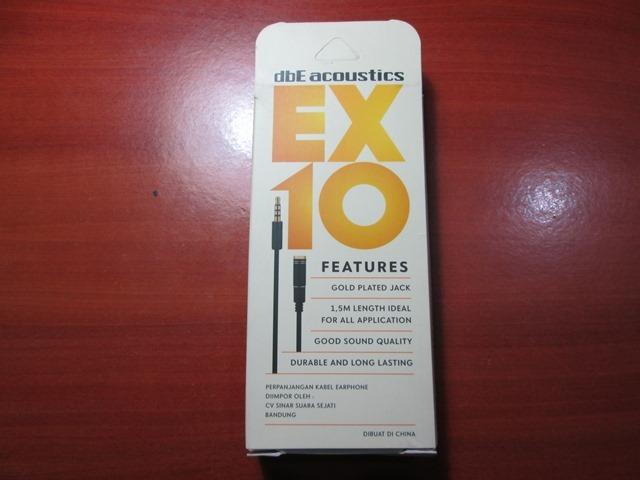 dbE acoustics
EX
10
FEATURES
GOLD PLATED JACK
1,5M LENGTH IDEAL
FOR ALL APPLICATION
GOOD SOUND QUALITY
DURABLE AND LONG LASTING
PERPANJANGAN KABEL EARPHONE
DIIMPOR OLEH :
CV SINAR SUARA SEJATI
BANDUNG
DIBUAT DI CHINA